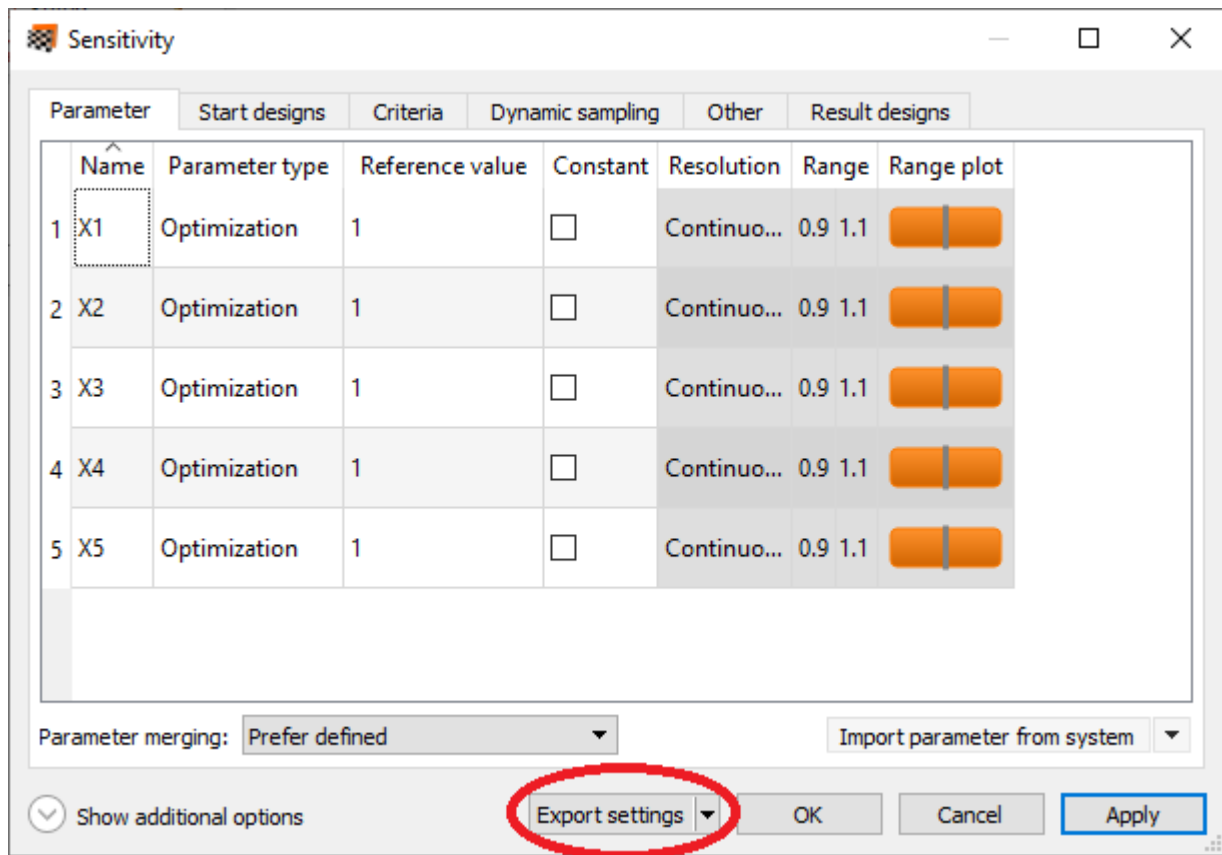 Sensitivity
Parameter Start designs Criteria Dynamic sampling Other Result designs
Name Parameter type Reference value Constant Resolution Range Range plot
1 X1 Optimization 1 Continuo... 0.9 1.1
2 X2 Optimization 1 Continuo... 0.9 1.1
3 X3 Optimization 1 Continuo... 0.9 1.1
4 X4 Optimization 1 Continuo... 0.9 1.1
5 X5 Optimization 1 Continuo... 0.9 1.1
Parameter merging: Prefer defined Import parameter from system
Show additional options Export settings OK Cancel Apply